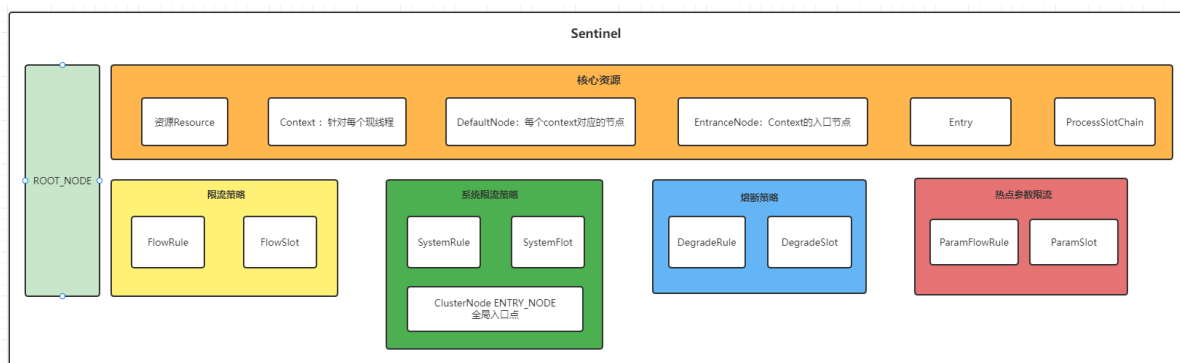 Sentinel
ROOT_NODE
核心资源
资源Resource
Context ：针对每个现线程
DefaultNode：每个context对应的节点
EntranceNode：Context的入口节点
Entry
ProcessSlotChain
限流策略
FlowRule
FlowSlot
系统限流策略
SystemRule
SystemFlot
ClusterNode ENTRY_NODE
全局入口点
熔断策略
DegradeRule
DegradeSlot
热点参数限流
ParamFlowRule
ParamSlot